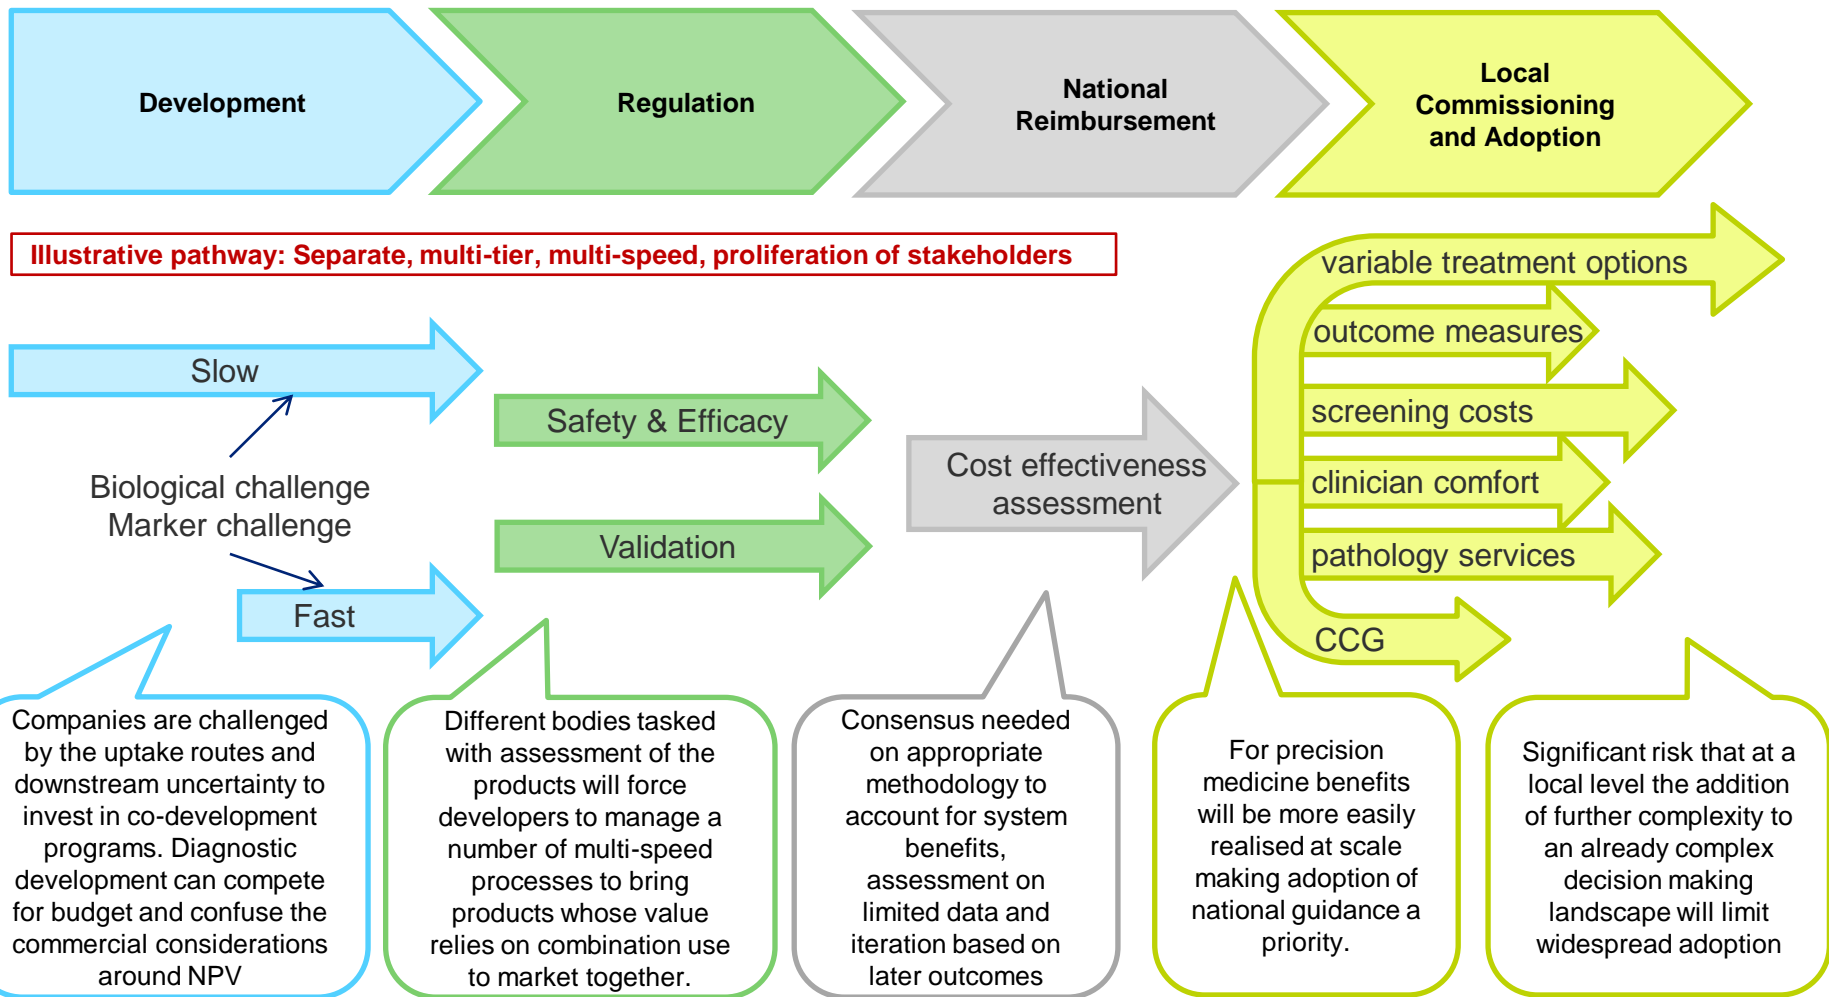 Development
Regulation
National
Reimbursement
Local
Commissioning
and Adoption
Illustrative pathway: Separate, multi-tier, multi-speed, proliferation of stakeholders
Slow
Biological challenge
Marker challenge
Fast
Safety & Efficacy
Validation
Cost effectiveness
assessment
variable treatment options
outcome measures
screening costs
clinician comfort
pathology services
CCG
Companies are challenged
by the uptake routes and
downstream uncertainty to
invest in co-development
programs. Diagnostic
development can compete
for budget and confuse the
commercial considerations
around NPV
Different bodies tasked
with assessment of the
products will force
developers to manage a
number of multi-speed
processes to bring
products whose value
relies on combination use
to market together.
Consensus needed
on appropriate
methodology to
account for system
benefits,
assessment on
limited data and
iteration based on
later outcomes
For precision
medicine benefits
will be more easily
realised at scale
making adoption of
national guidance a
priority.
Significant risk that at a
local level the addition
of further complexity to
an already complex
decision making
landscape will limit
widespread adoption